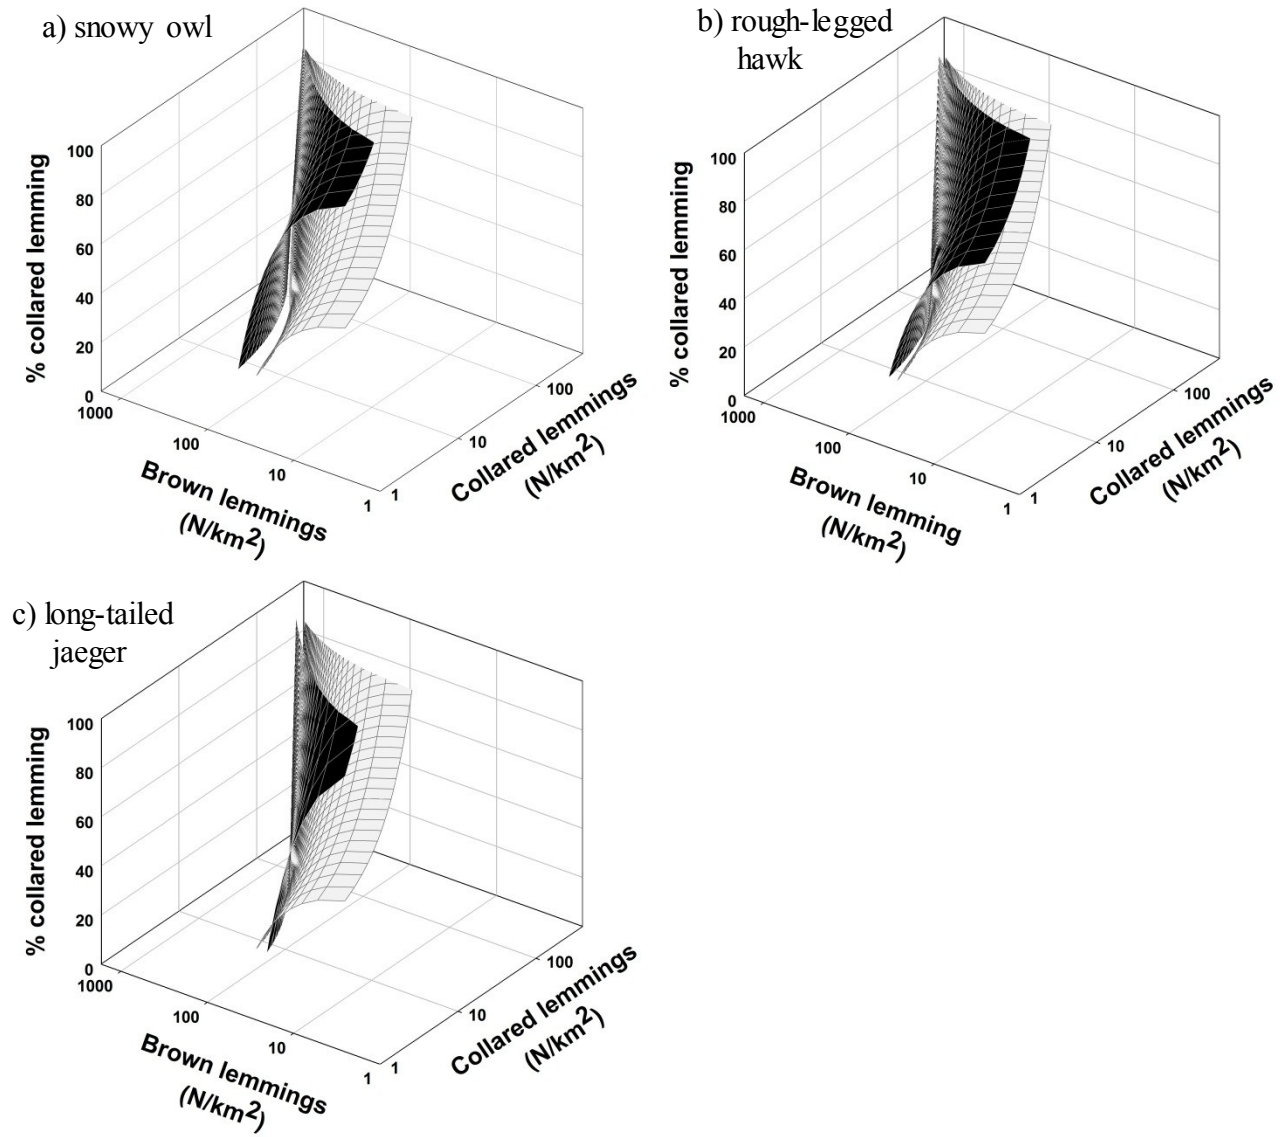 a) snowy owl
100
80
60
40
20
0
% collared lemming
1000
100
10
1
Brown lemmings
(N/km2)
1
10
100
Collared lemmings
(N/km2)
b) rough-legged
hawk
100
80
60
40
20
0
% collared lemming
1000
100
10
1
Brown lemming
(N/km2)
1
10
100
Collared lemmings
(N/km2)
c) long-tailed
jaeger
100
80
60
40
20
0
% collared lemming
1000
100
10
1
Brown lemmings
(N/km2)
1
10
100
Collared lemmings
(N/km2)